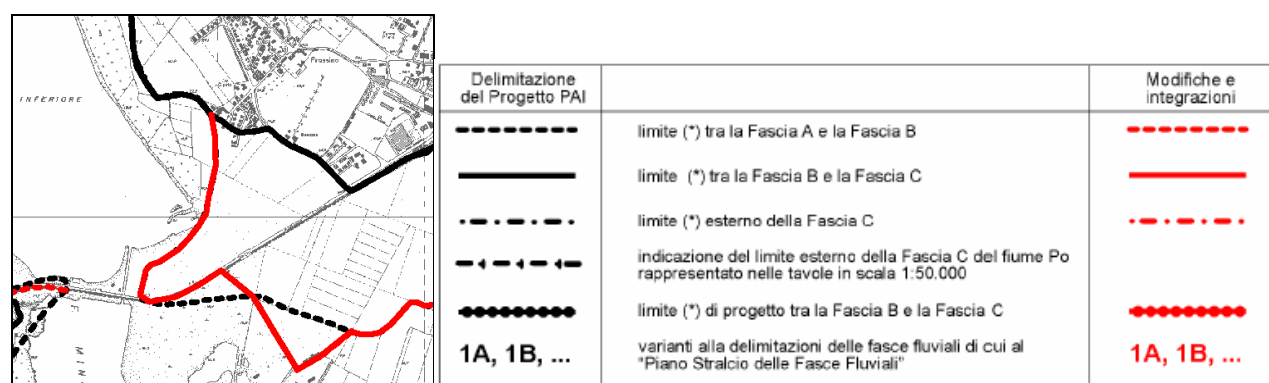 INFERIORE
Frassino
MIN
Delimitazione
del Progetto PAI
Modifiche e
integrazioni
limite (*) tra la Fascia A e la Fascia B
limite (*) tra la Fascia B e la Fascia C
limite (*) esterno della Fascia C
indicazione del limite esterno della Fascia C del fiume Po
rappresentato nelle tavole in scala 1:50.000
limite (*) di progetto tra la Fascia B e la Fascia C
1A, 1B, ...
varianti alla delimitazioni delle fasce fluviali di cui al
"Piano Stralcio delle Fasce Fluviali"
1A, 1B, ...